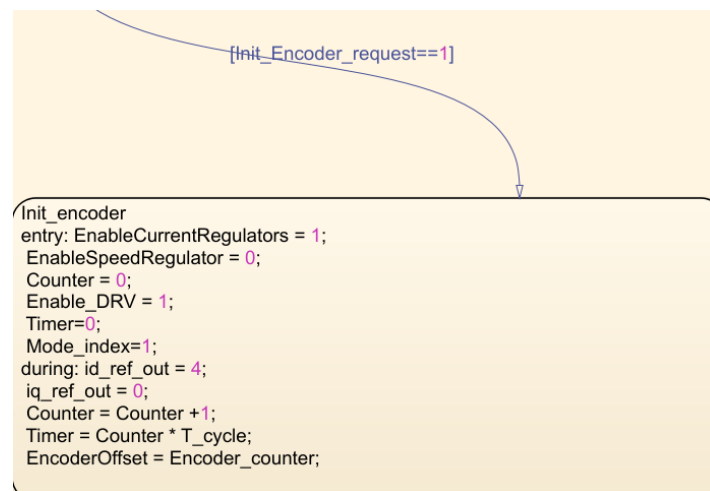 [Init_Encoder_request==1]
Init_encoder
entry: EnableCurrentRegulators = 1;
EnableSpeedRegulator = 0;
Counter = 0;
Enable_DRV = 1;
Timer=0;
Mode_index=1;
during: id_ref_out = 4;
iq_ref_out = 0;
Counter = Counter +1;
Timer = Counter * T_cycle;
EncoderOffset = Encoder_counter;